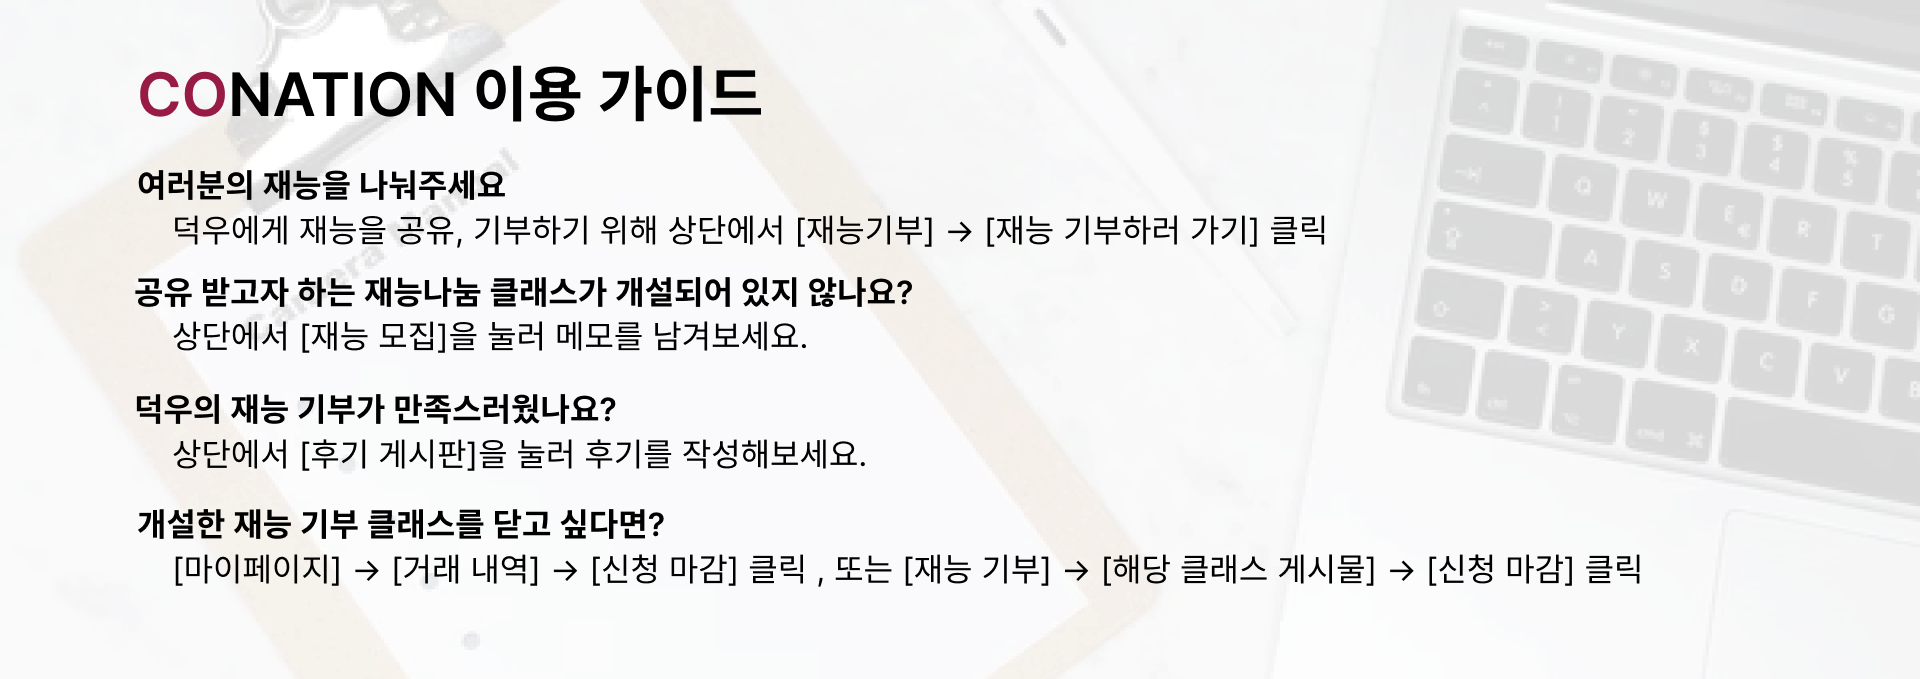 CONATION 이용 가이드
여러분의 재능을 나눠주세요
덕우에게 재능을 공유, 기부하기 위해 상단에서 [재능기부] → [재능 기부하러 가기] 클릭
공유 받고자 하는 재능나눔 클래스가 개설되어 있지 않나요?
상단에서 [재능 모집]을 눌러 메모를 남겨보세요.
덕우의 재능 기부가 만족스러웠나요?
상단에서 [후기 게시판]을 눌러 후기를 작성해보세요.
개설한 재능 기부 클래스를 닫고 싶다면?
[마이페이지] → [거래 내역] → [신청 마감] 클릭 , 또는 [재능 기부] → [해당 클래스 게시물] → [신청 마감] 클릭